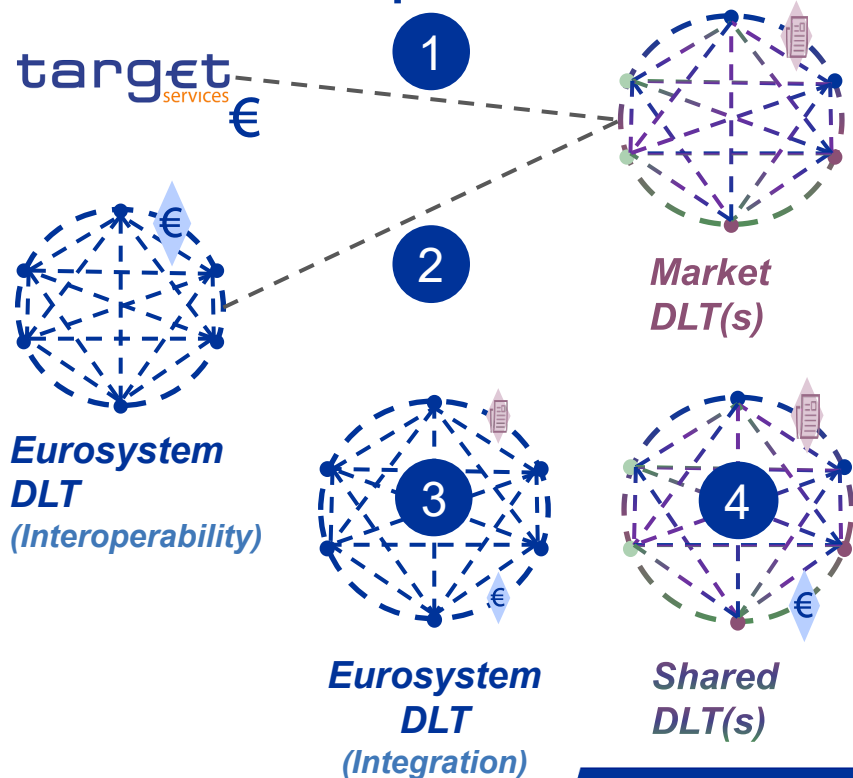 1
target
services
€
€
2
Market
DLT(s)
Eurosystem
DLT
(Interoperability)
3
4
€
€
Eurosystem
DLT
(Integration)
Shared
DLT(s)